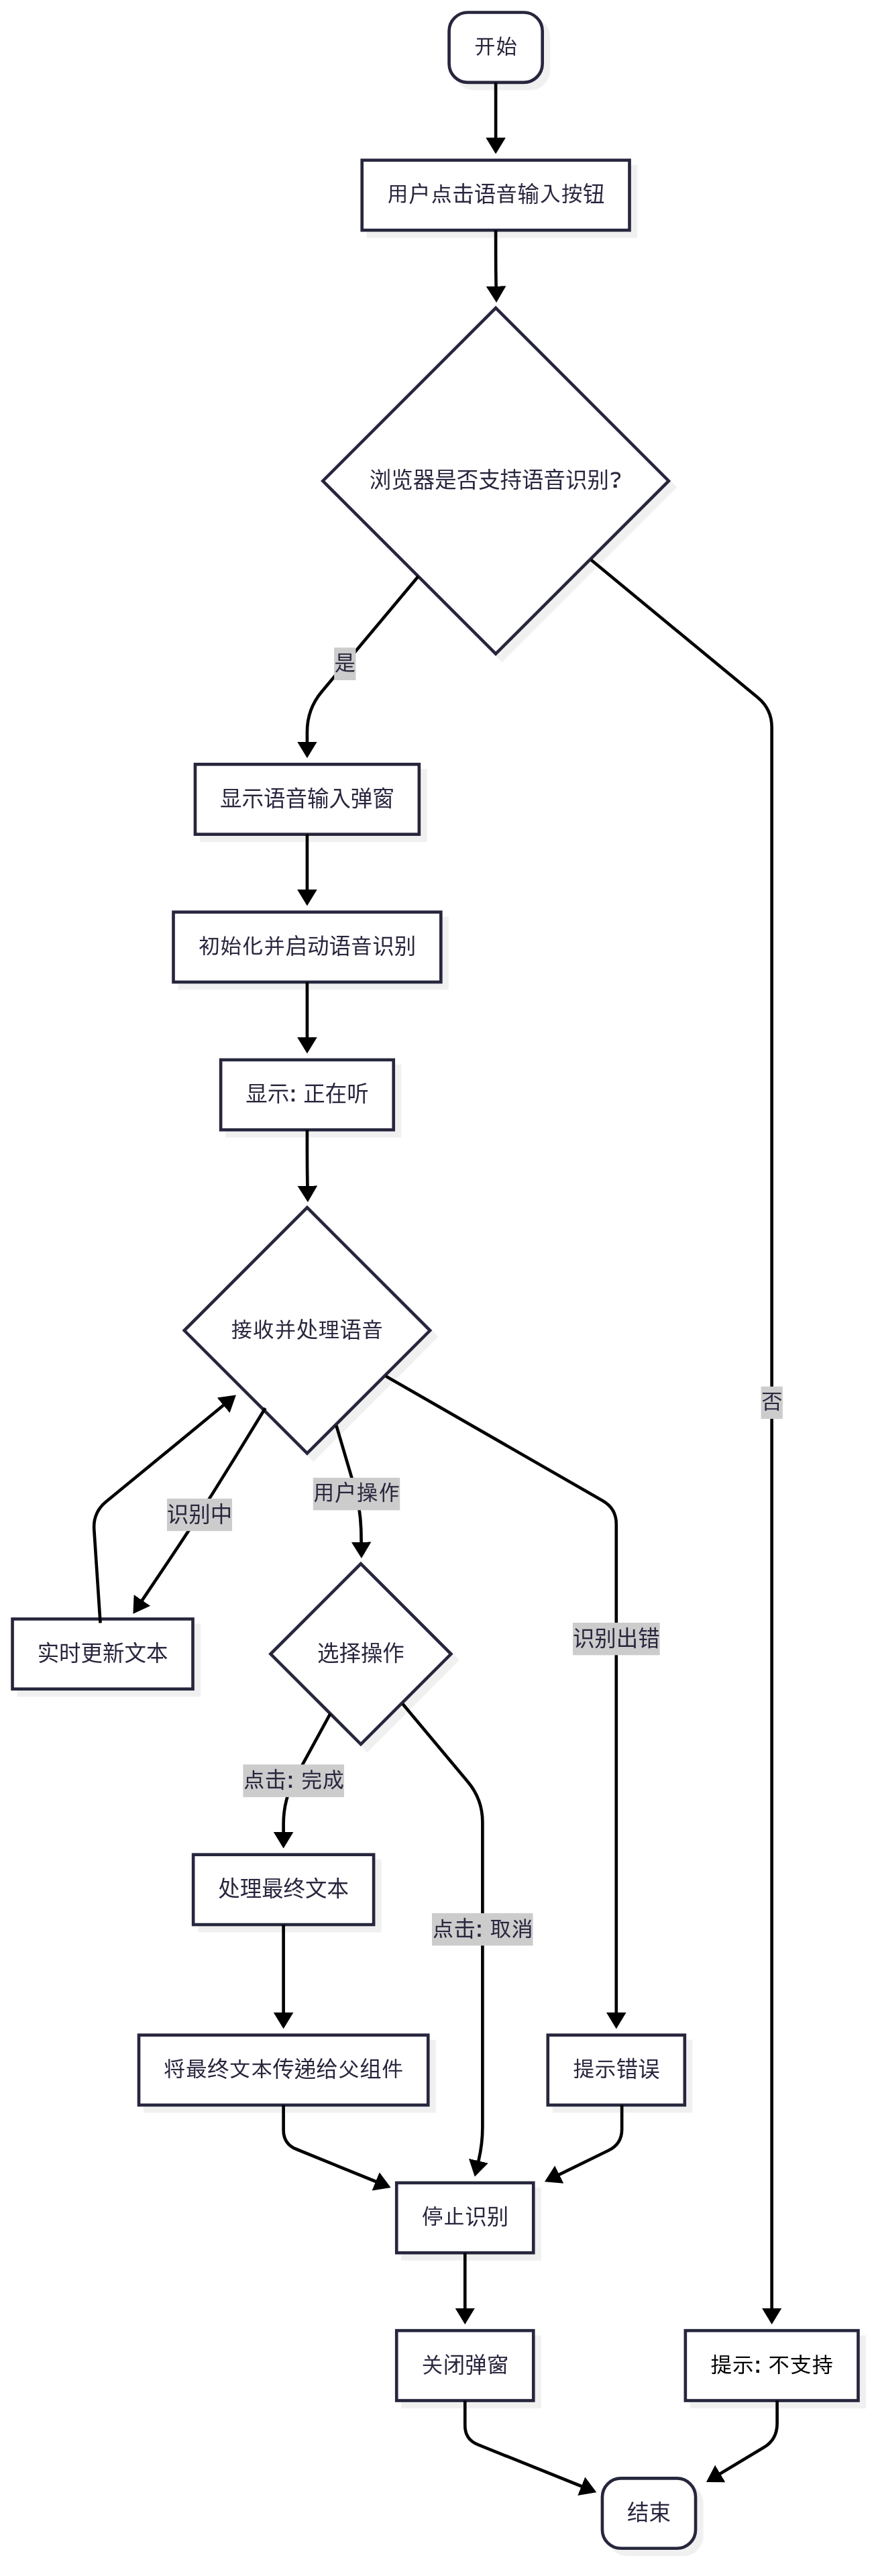 开始
用户点击语音输入按钮
浏览器是否支持语音识别?
是
显示语音输入弹窗
初始化并启动语音识别
显示: 正在听
接收并处理语音
否
用户操作
识别中
识别出错
实时更新文本
选择操作
点击: 完成
处理最终文本
点击: 取消
将最终文本传递给父组件
提示错误
停止识别
关闭弹窗
提示: 不支持
结束